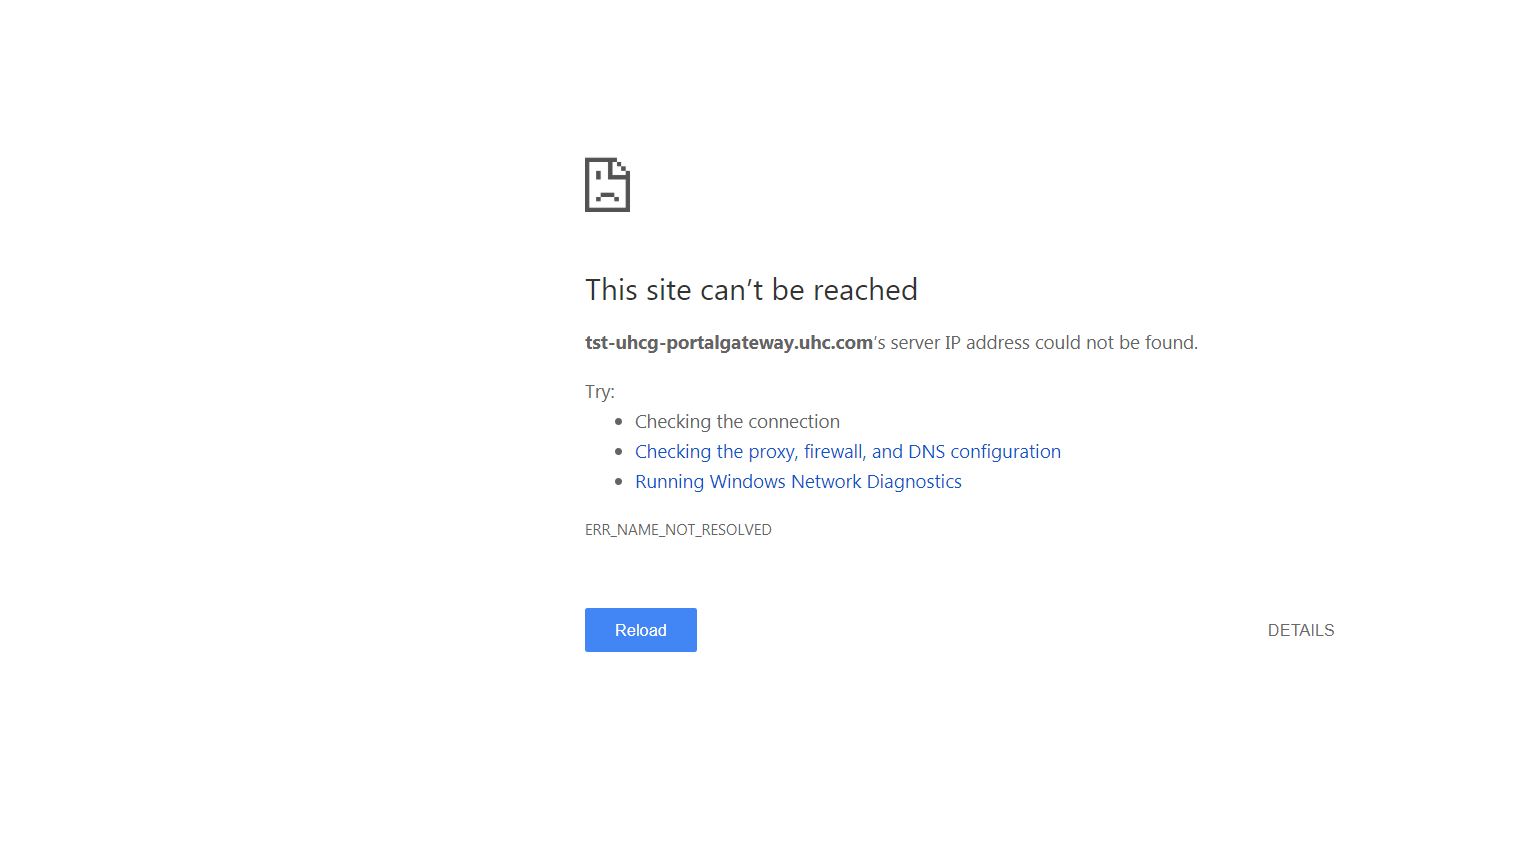 This site can’t be reached
tst-uhcg-portalgateway.uhc.com’s server IP address could not be found.
Try:
Checking the connection
Checking the proxy, firewall, and DNS configuration
Running Windows Network Diagnostics
ERR_NAME_NOT_RESOLVED
Reload
DETAILS